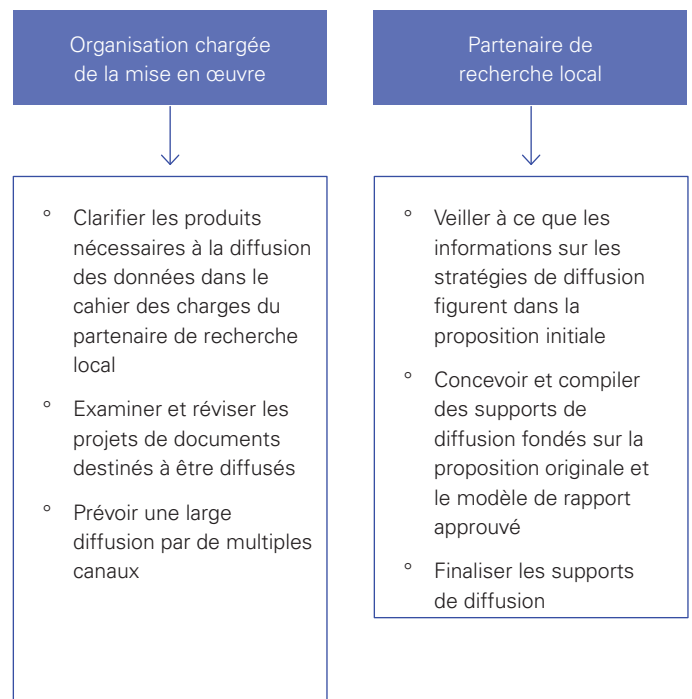 Organisation chargée
de la mise en œuvre
° Clarifier les produits
nécessaires à la diffusion
des données dans le
cahier des charges du
partenaire de recherche
local
° Examiner et réviser les
projets de documents
destinés à être diffusés
° Prévoir une large
diffusion par de multiples
canaux
Partenaire de
recherche local
° Veiller à ce que les
informations sur les
stratégies de diffusion
figurent dans la
proposition initiale
° Concevoir et compiler
des supports de
diffusion fondés sur la
proposition originale et
le modèle de rapport
approuvé
° Finaliser les supports
de diffusion